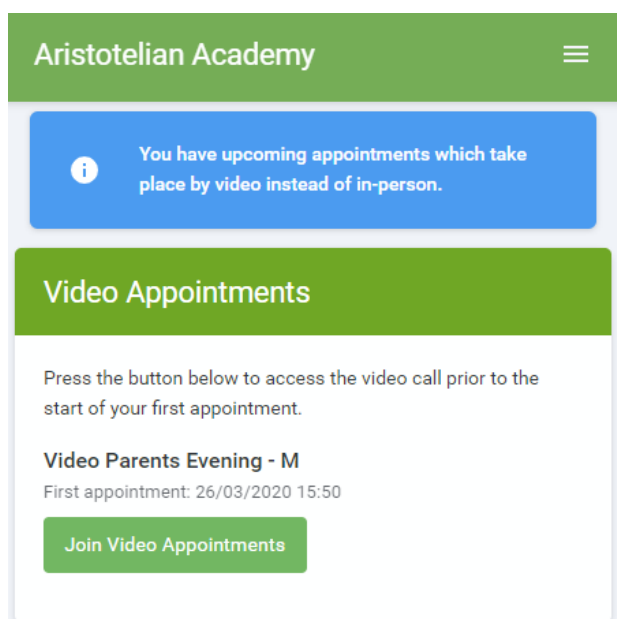 Aristotelian Academy
You have upcoming appointments which take
place by video instead of in-person.
Video Appointments
Press the button below to access the video call prior to the
start of your first appointment.
Video Parents Evening - M
First appointment: 26/03/2020 15:50
Join Video Appointments